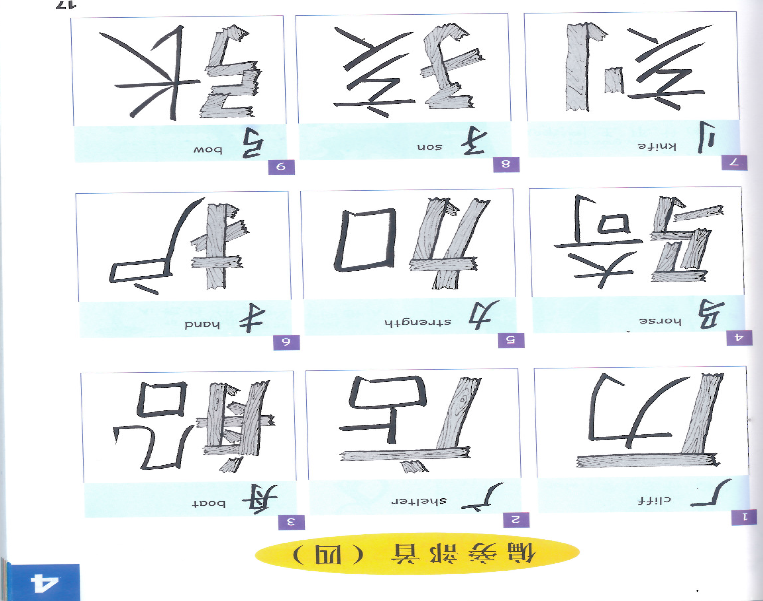 4
偏旁部首（四）
1
厂 cliff
历
2
广 shelter
店
3
舟 boat
船
4
马 horse
骑
5
力 strength
加
6
扌 hand
护
7
刂 knife
刻
8
子 son
孩
9
弓 bow
张
17